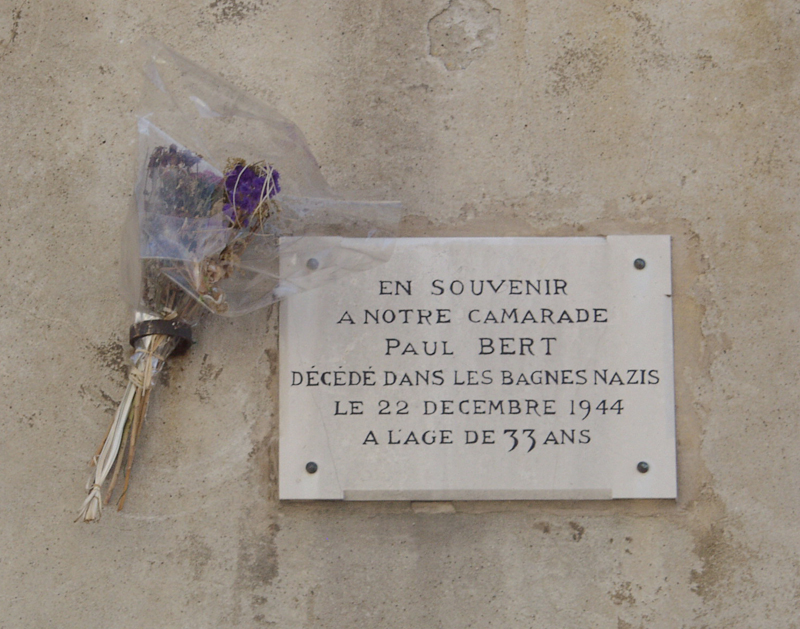 EN SOUVENIR
A NOTRE CAMARADE
PAUL BERT
DÉCÉDÉ DANS LES BAGNES NAZIS
LE 22 DECEMBRE 1944
A L'AGE DE 33 ANS